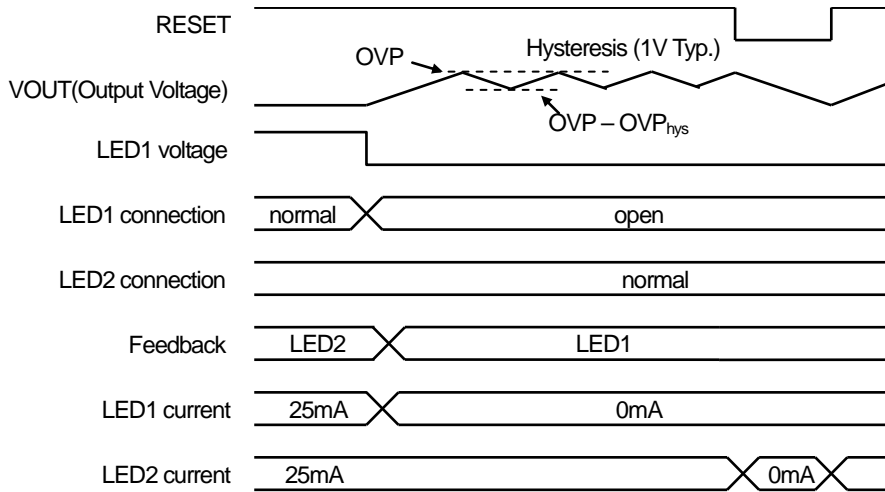 RESET
OVP
Hysteresis (1V Typ.)
VOUT(Output Voltage)
OVP – OVPhys
LED1 voltage
LED1 connection normal open
LED2 connection normal
Feedback LED2 LED1
LED1 current 25mA 0mA
LED2 current 25mA 0mA